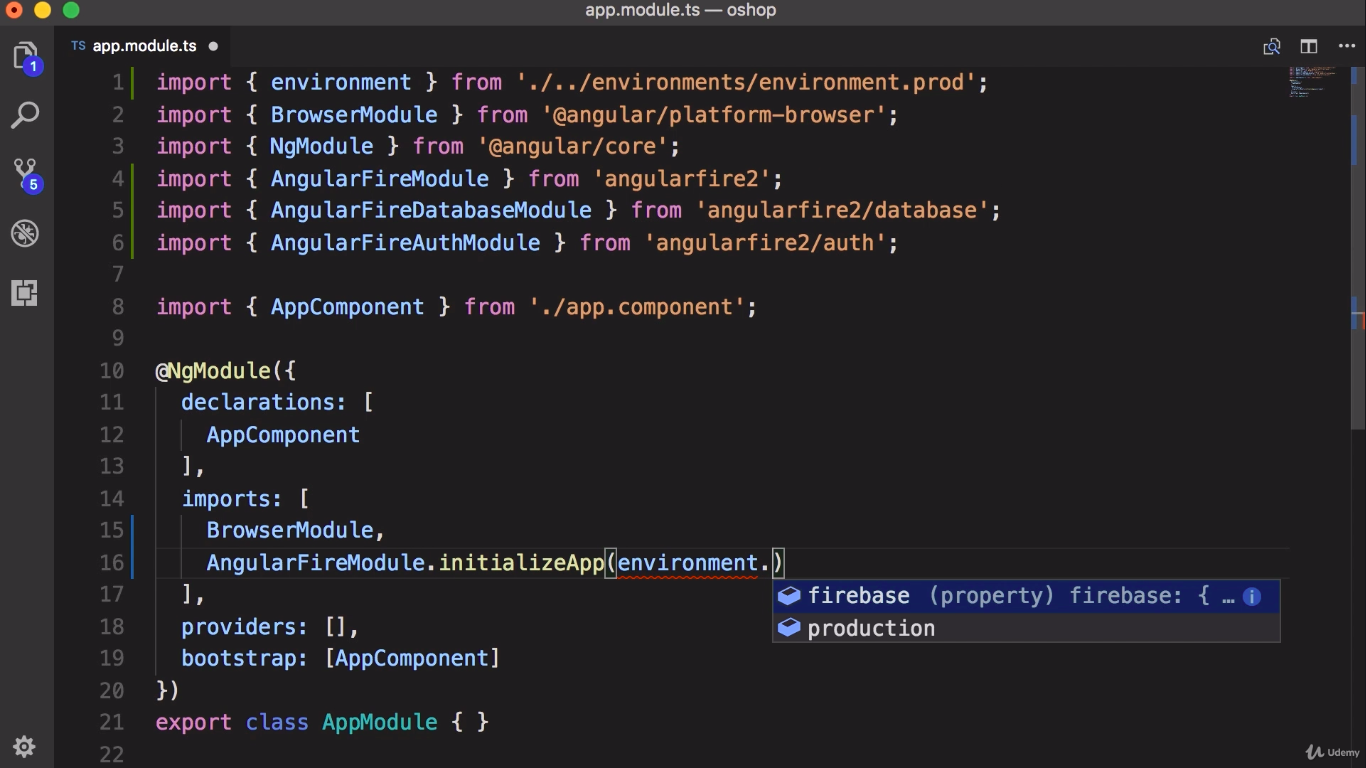 app.module.ts — oshop
TS app.module.ts
1
5
1 import { environment } from './../environments/environment.prod';
2 import { BrowserModule } from '@angular/platform-browser';
3 import { NgModule } from '@angular/core';
4 import { AngularFireModule } from 'angularfire2';
5 import { AngularFireDatabaseModule } from 'angularfire2/database';
6 import { AngularFireAuthModule } from 'angularfire2/auth';
7
8 import { AppComponent } from './app.component';
9
10 @NgModule({
11 declarations: [
12 AppComponent
13 ],
14 imports: [
15 BrowserModule,
16 AngularFireModule.initializeApp(environment.)
firebase (property) firebase: { …
production
17 ],
18 providers: [],
19 bootstrap: [AppComponent]
20 })
21 export class AppModule { }
22
Udemy